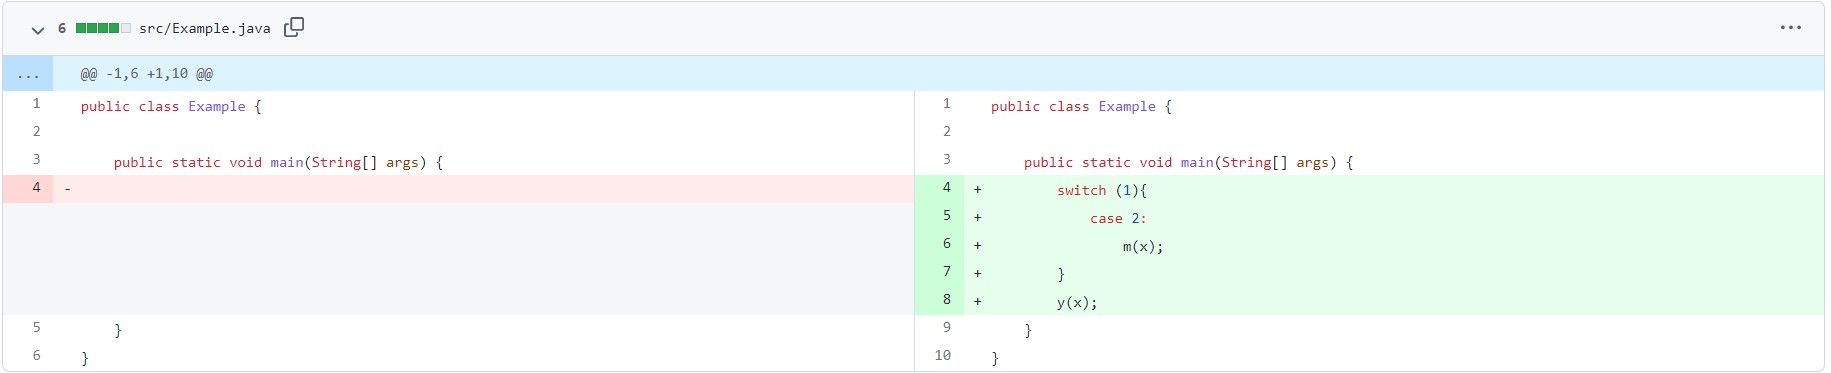 6 src/Example.java ...
... @@ -1,6 +1,10 @@
1 public class Example {
2
3     public static void main(String[] args) {
4 -
5     }
6 }
1 public class Example {
2
3     public static void main(String[] args) {
4 +         switch (1){
5 +             case 2:
6 +                 m(x);
7 +         }
8 +         y(x);
9     }
10 }